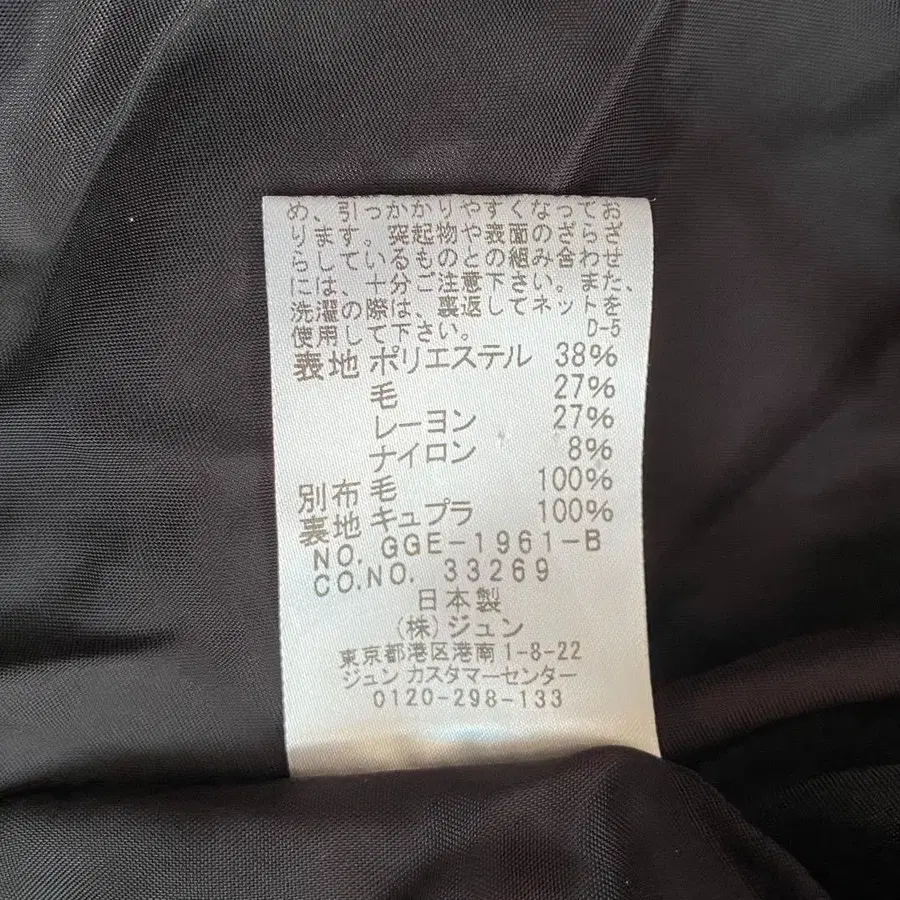 め、引っかかりやすくなってお
ります。突起物や表面のざらざ
らしているものとの組み合わせ
には、十分ご注意下さい。また、
洗濯の際は、裏返してネットを
使用して下さい。 D-5
表地 ポリエステル 38%
毛 27%
レーヨン 27%
ナイロン 8%
別布 毛 100%
裏地 キュプラ 100%
NO. GGE-1961-B
CO.NO. 33269
日本製
(株)ジュン
東京都港区港南1-8-22
ジュン カスタマーセンター
0120-298-133